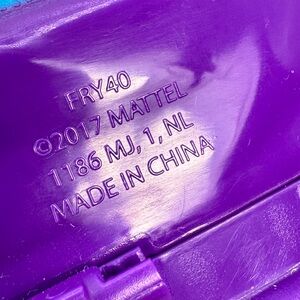 FRY40
©2017 MATTEL
1186 MJ, 1, NL
MADE IN CHINA